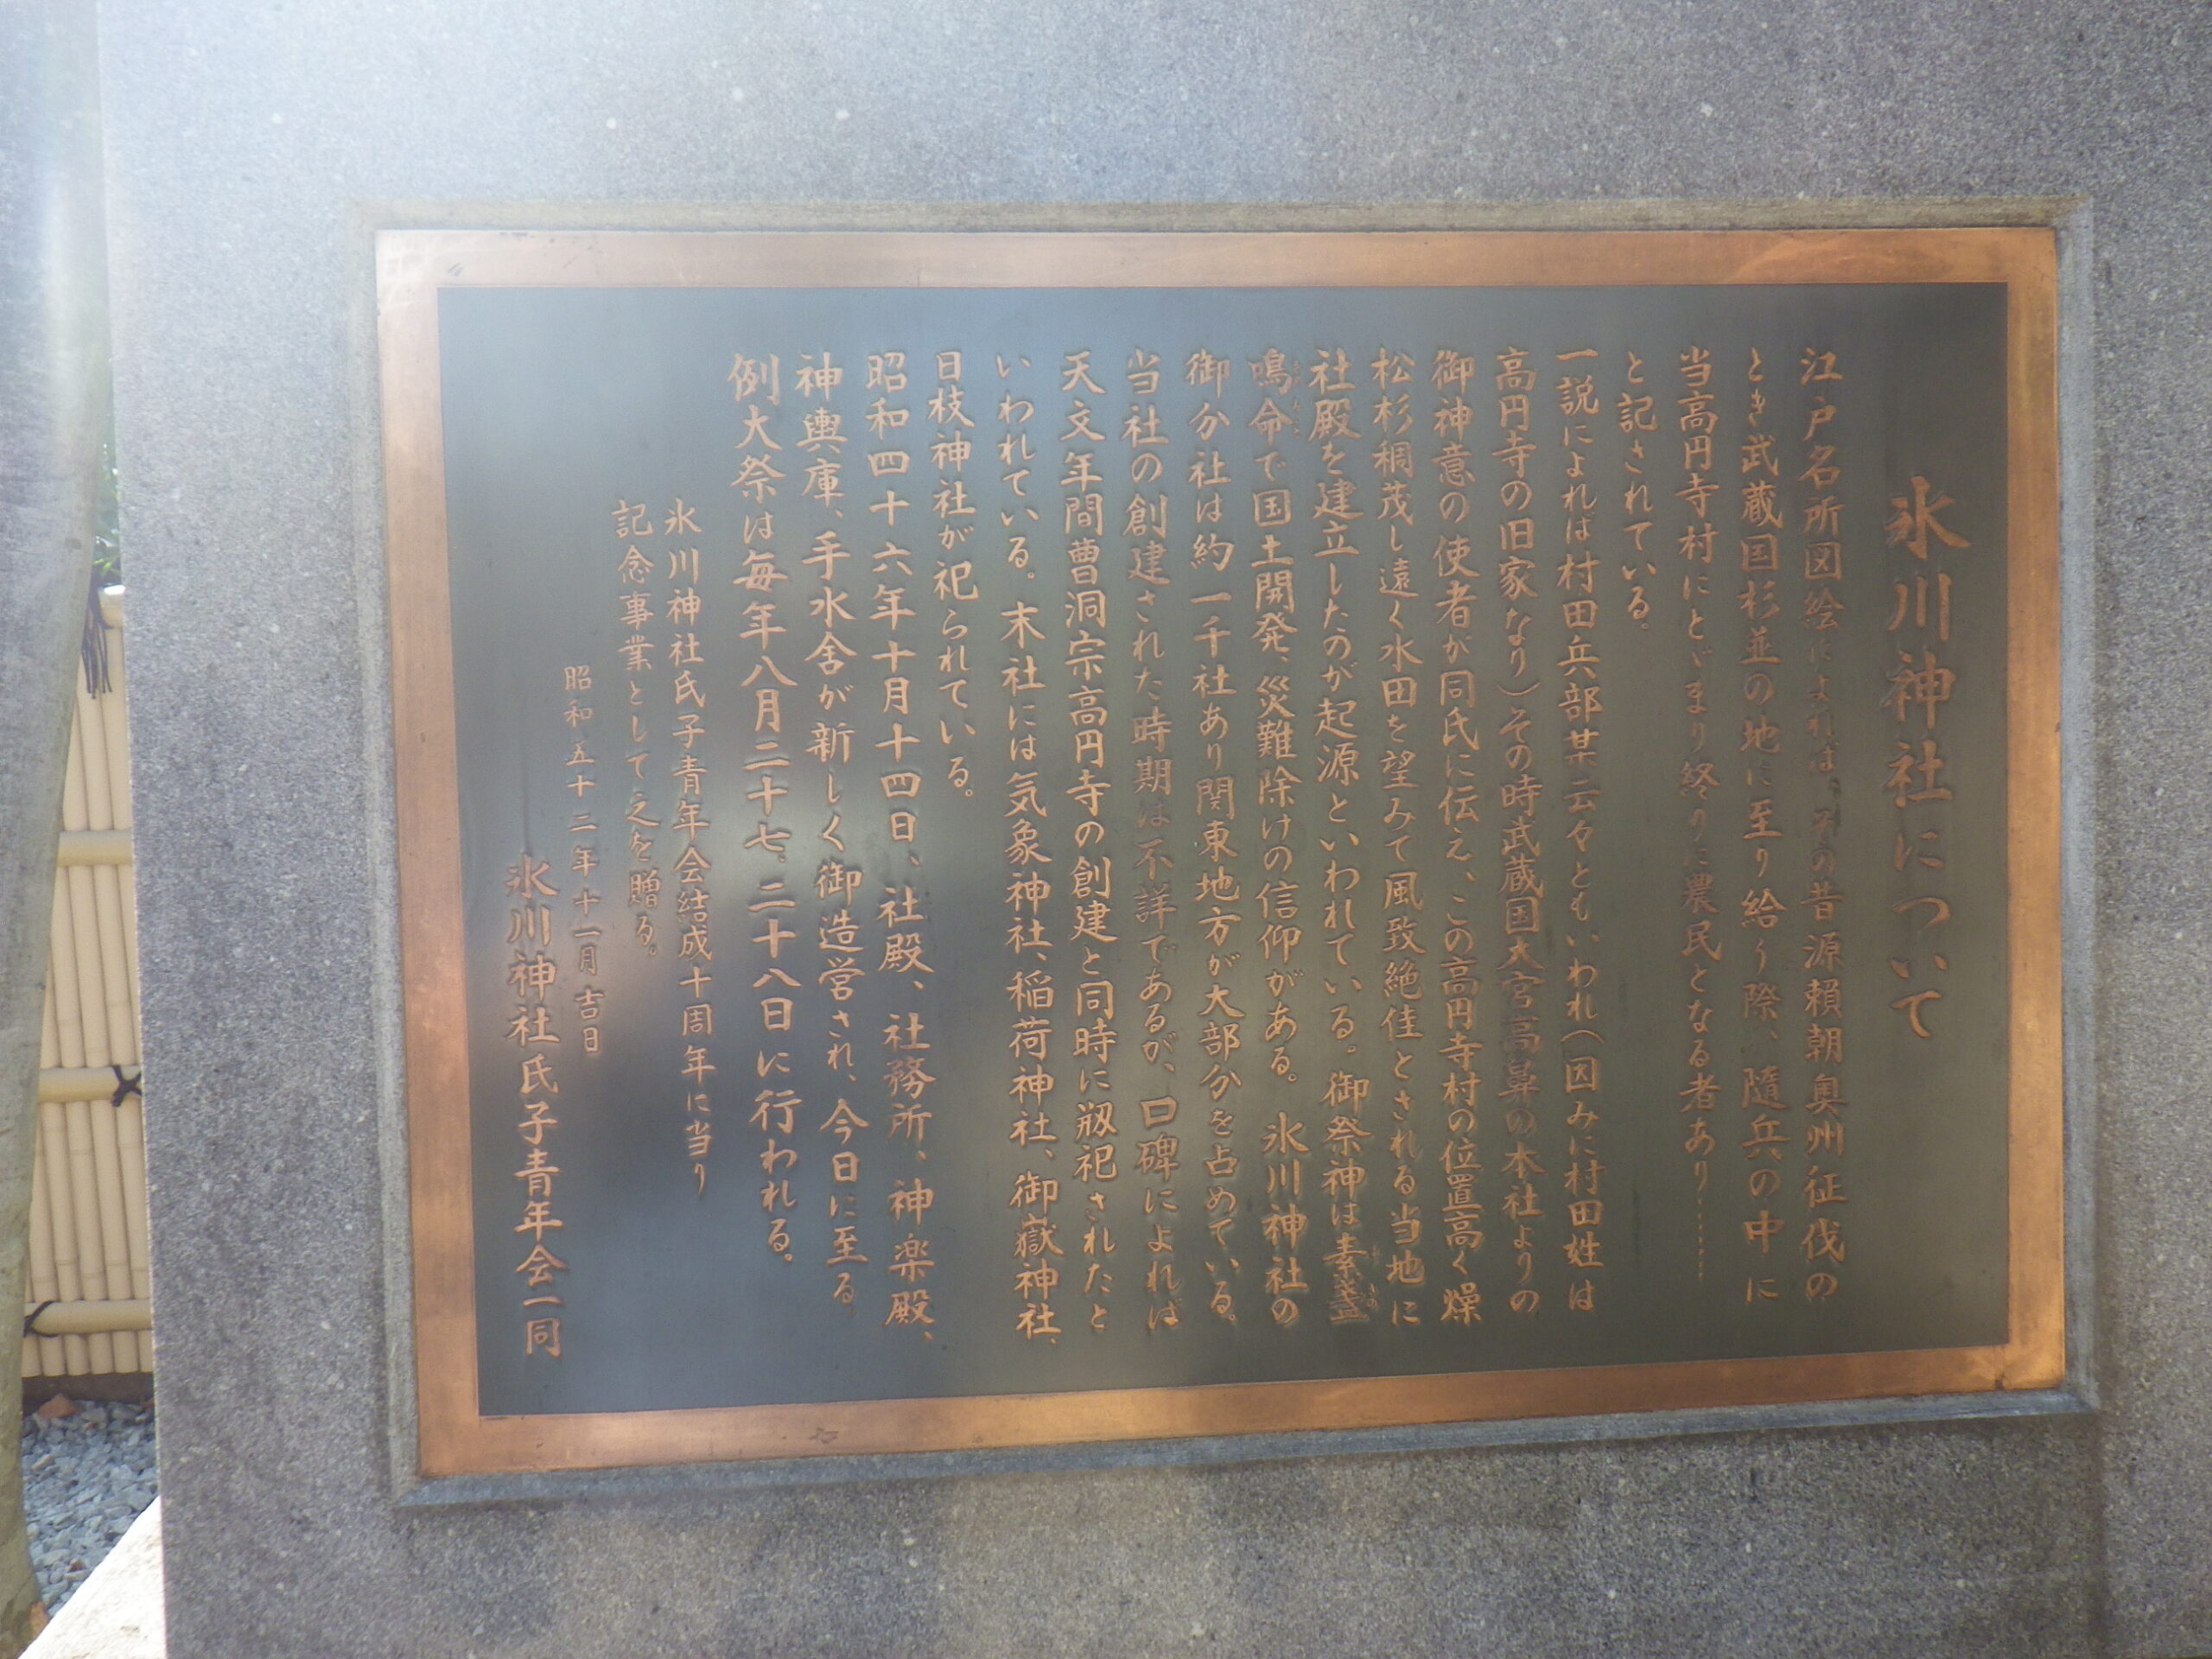 氷川神社について
江戸名所図絵によれば、その昔源頼朝奥州征伐の
とき武蔵国杉並の地に至り給う際、随兵の中に
当高円寺村にとゞまり終りに農民となる者あり……
と記されている。
一説によれば村田兵部某云々ともいわれ（因みに村田姓は
高円寺の旧家なり）その時武蔵国大宮高鼻の本社よりの
御神意の使者が同氏に伝え、この高円寺村の位置高く燥
松杉桐茂し遠く水田を望みて風致絶佳とされる当地に
社殿を建立したのが起源といわれている。御祭神は素盞
鳴命で国土開発、災難除けの信仰がある。氷川神社の
御分社は約一千社あり関東地方が大部分を占めている。
当社の創建された時期は不詳であるが、口碑によれば
天文年間曹洞宗高円寺の創建と同時に剏祀されたと
いわれている。末社には気象神社、稲荷神社、御嶽神社、
日枝神社が祀られている。
昭和四十六年十月十四日、社殿、社務所、神楽殿、
神輿庫、手水舎が新しく御造営され、今日に至る。
例大祭は毎年八月二十七、二十八日に行われる。
氷川神社氏子青年会結成十周年に当り
記念事業として之を贈る。
昭和五十二年十一月吉日
氷川神社氏子青年会一同